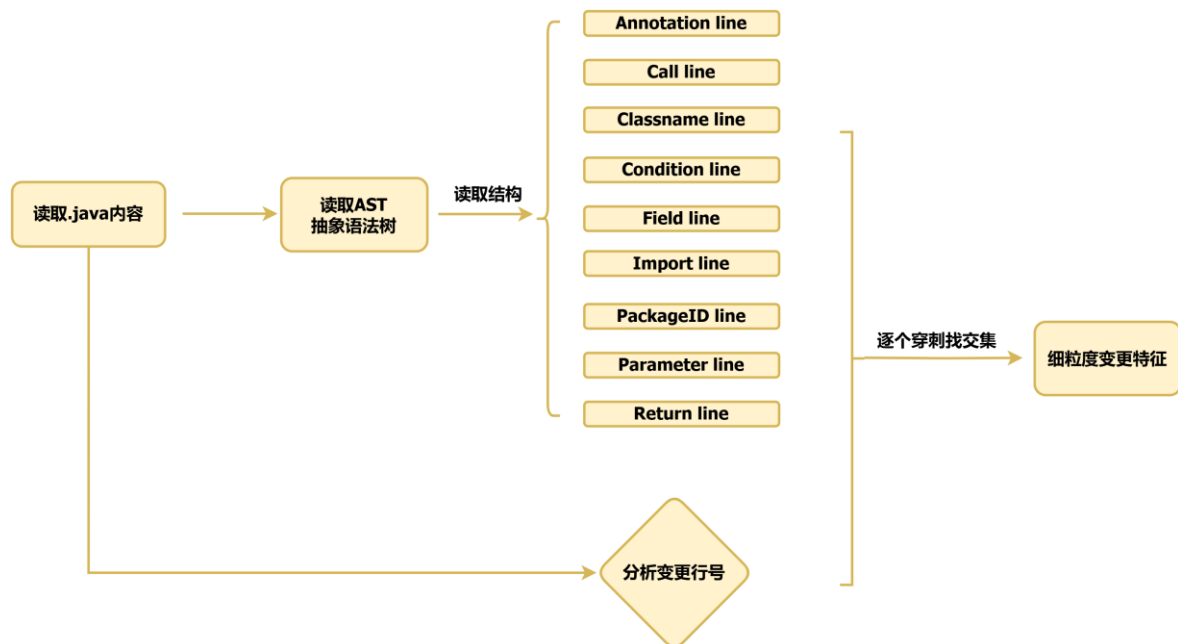 读取.java内容
读取AST
抽象语法树
读取结构
Annotation line
Call line
Classname line
Condition line
Field line
Import line
PackageID line
Parameter line
Return line
分析变更行号
逐个穿刺找交集
细粒度变更特征